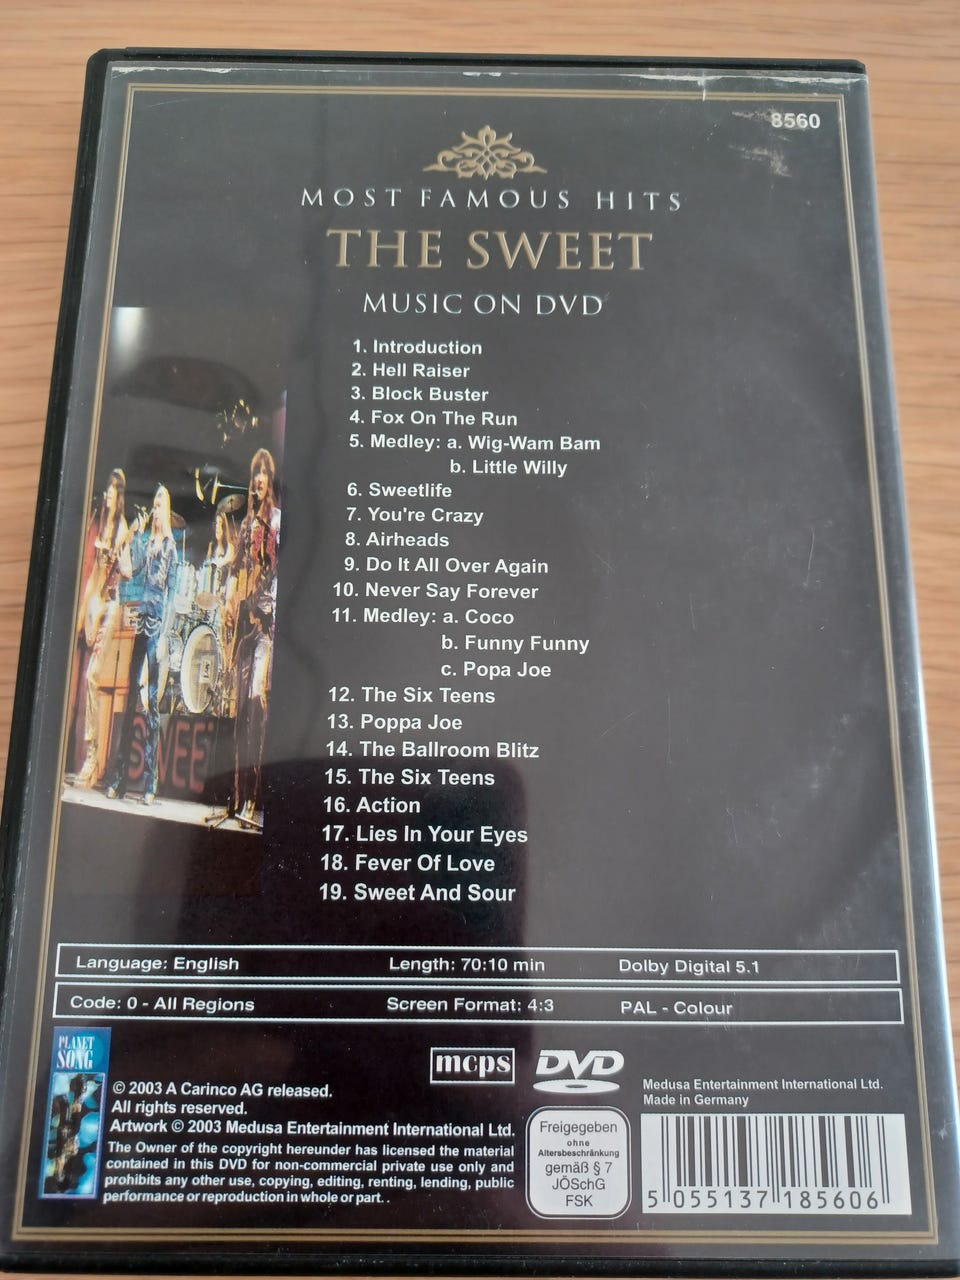 8560
MOST FAMOUS HITS
THE SWEET
MUSIC ON DVD
1. Introduction
2. Hell Raiser
3. Block Buster
4. Fox On The Run
5. Medley: a. Wig-Wam Bam
b. Little Willy
6. Sweetlife
7. You're Crazy
8. Airheads
9. Do It All Over Again
10. Never Say Forever
11. Medley: a. Coco
b. Funny Funny
c. Popa Joe
12. The Six Teens
13. Poppa Joe
14. The Ballroom Blitz
15. The Six Teens
16. Action
17. Lies In Your Eyes
18. Fever Of Love
19. Sweet And Sour
SWEET
Language: English Length: 70:10 min Dolby Digital 5.1
Code: 0 - All Regions Screen Format: 4:3 PAL - Colour
PLANET
SONG
mcps DVD
© 2003 A Carinco AG released.
All rights reserved.
Artwork © 2003 Medusa Entertainment International Ltd.
The Owner of the copyright hereunder has licensed the material
contained in this DVD for non-commercial private use only and
prohibits any other use, copying, editing, renting, lending, public
performance or reproduction in whole or part. .
Freigegeben
ohne
Altersbeschränkung
gemäß § 7
JÖSchG
FSK
Medusa Entertainment International Ltd.
Made in Germany
5 055137 185606